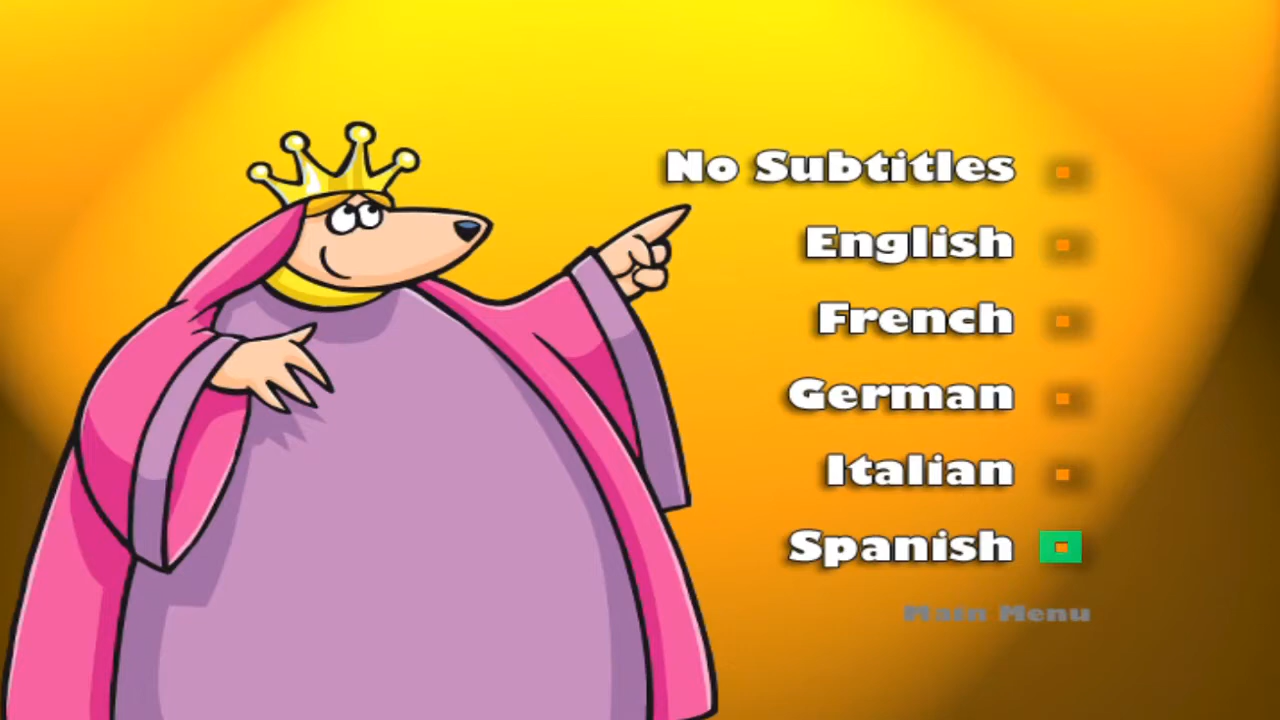 No Subtitles
English
French
German
Italian
Spanish
Main Menu